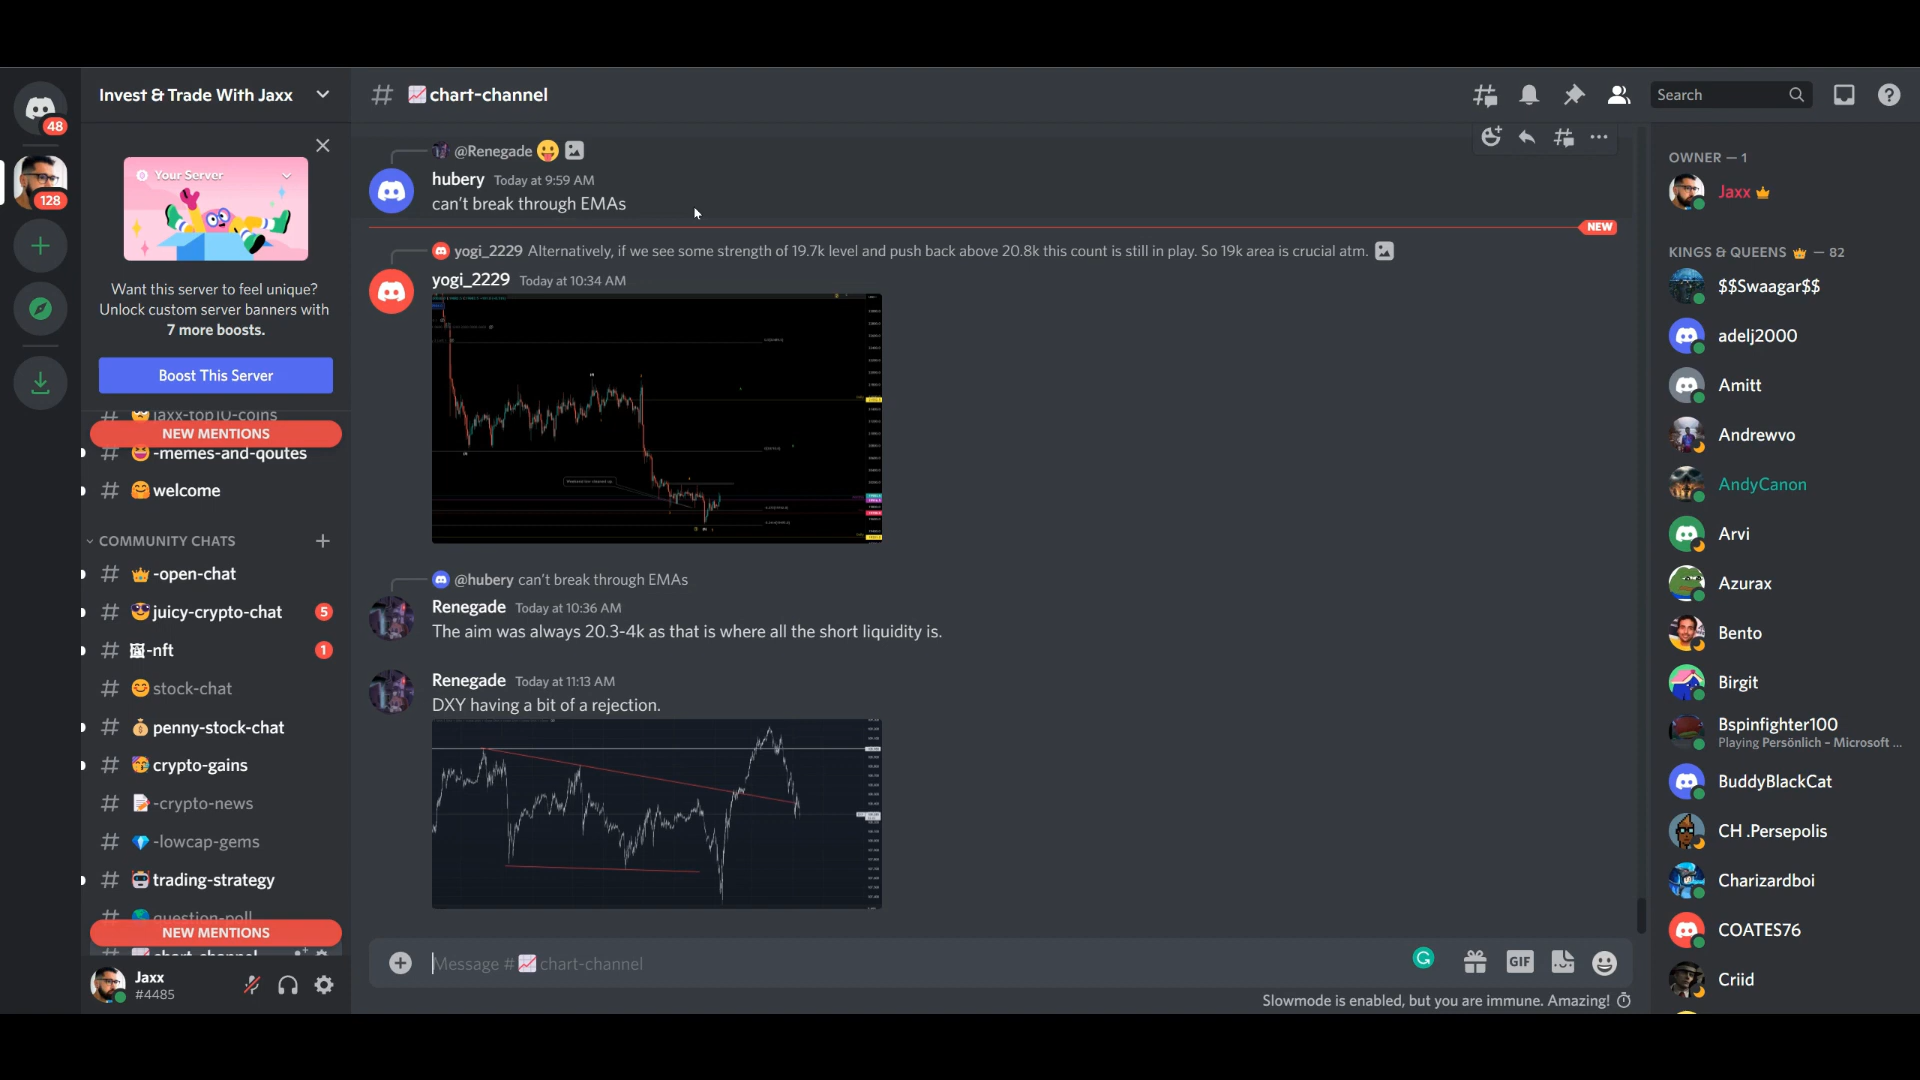 48
128
Invest & Trade With Jaxx
Your Server
Want this server to feel unique?
Unlock custom server banners with
7 more boosts.
Boost This Server
# jaxx-top10-coins
NEW MENTIONS
# 😆-memes-and-qoutes
# 🤗welcome
COMMUNITY CHATS
# 👑-open-chat
# 😎juicy-crypto-chat 5
# 🖼-nft 1
# 😊stock-chat
# 💰penny-stock-chat
# 🥳crypto-gains
# 📝-crypto-news
# 💎-lowcap-gems
# 🤖trading-strategy
# question-poll
NEW MENTIONS
# chart-channel
Jaxx
#4485
# 📈chart-channel
Search
@Renegade 😛
hubery Today at 9:59 AM
can't break through EMAs
NEW
yogi_2229 Alternatively, if we see some strength of 19.7k level and push back above 20.8k this count is still in play. So 19k area is crucial atm.
yogi_2229 Today at 10:34 AM
@hubery can't break through EMAs
Renegade Today at 10:36 AM
The aim was always 20.3-4k as that is where all the short liquidity is.
Renegade Today at 11:13 AM
DXY having a bit of a rejection.
Message #📈chart-channel
GIF
Slowmode is enabled, but you are immune. Amazing!
OWNER — 1
Jaxx
KINGS & QUEENS 👑 — 82
$$Swaagar$$
adelj2000
Amitt
Andrewvo
AndyCanon
Arvi
Azurax
Bento
Birgit
Bspinfighter100
Playing Persönlich – Microsoft ...
BuddyBlackCat
CH .Persepolis
Charizardboi
COATES76
Criid